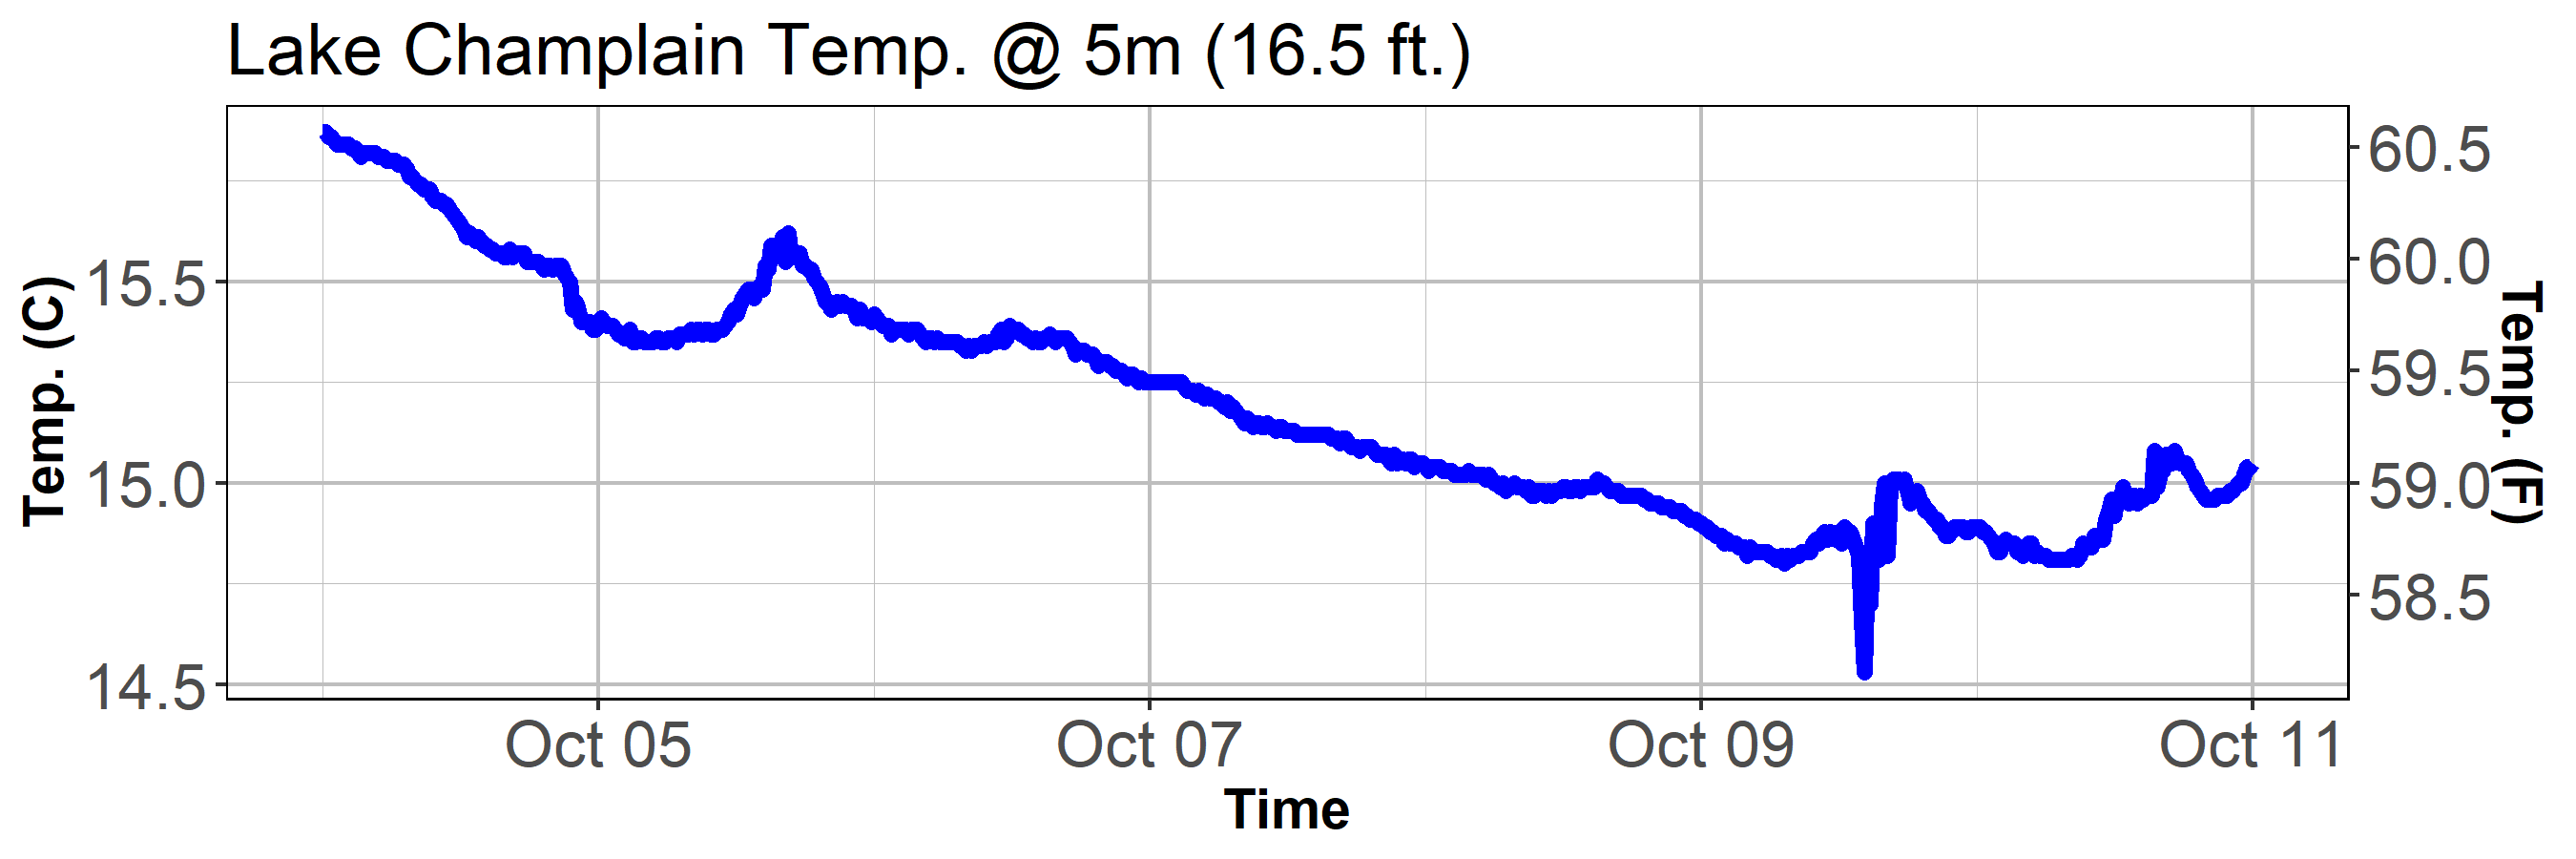 Lake Champlain Temp. @ 5m (16.5 ft.)
Temp. (C)
15.5
15.0
14.5
60.5
60.0
59.5
59.0
58.5
Temp. (F)
Oct 05
Oct 07
Oct 09
Oct 11
Time